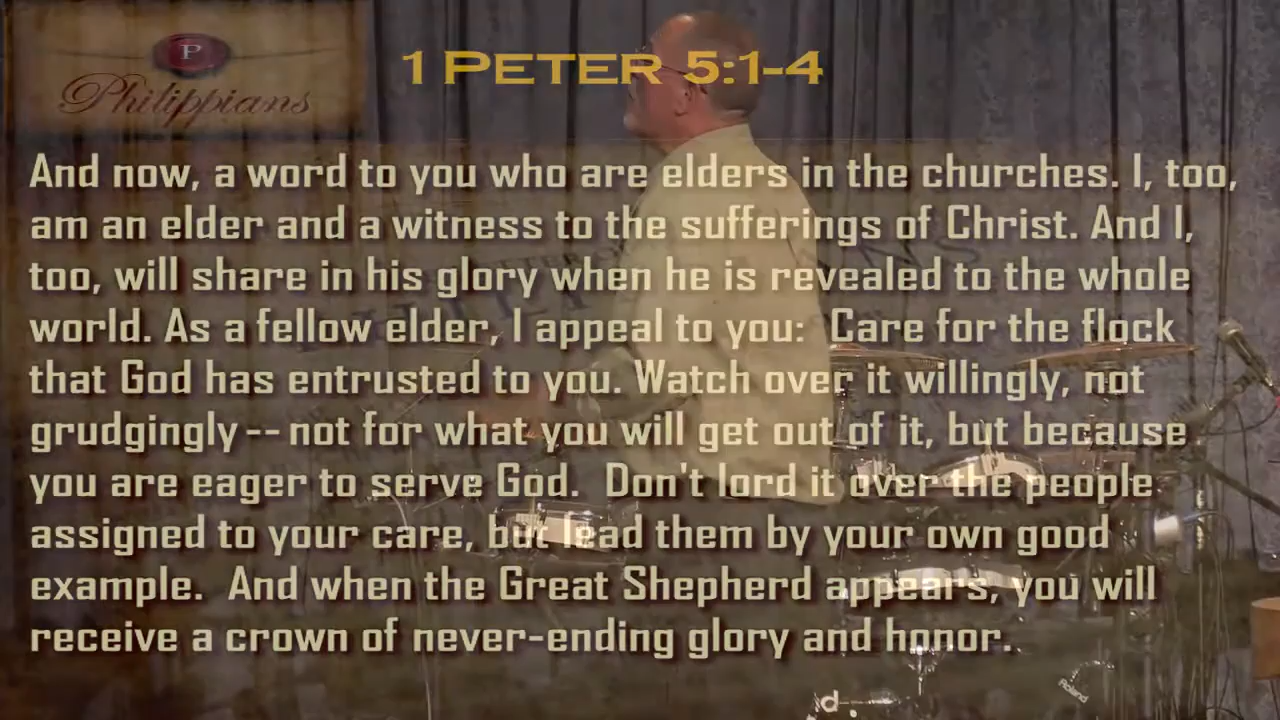 P
Philippians
1 PETER 5:1-4
And now, a word to you who are elders in the churches. I, too,
am an elder and a witness to the sufferings of Christ. And I,
too, will share in his glory when he is revealed to the whole
world. As a fellow elder, I appeal to you: Care for the flock
that God has entrusted to you. Watch over it willingly, not
grudgingly -- not for what you will get out of it, but because
you are eager to serve God. Don't lord it over the people
assigned to your care, but lead them by your own good
example. And when the Great Shepherd appears, you will
receive a crown of never-ending glory and honor.
Roland